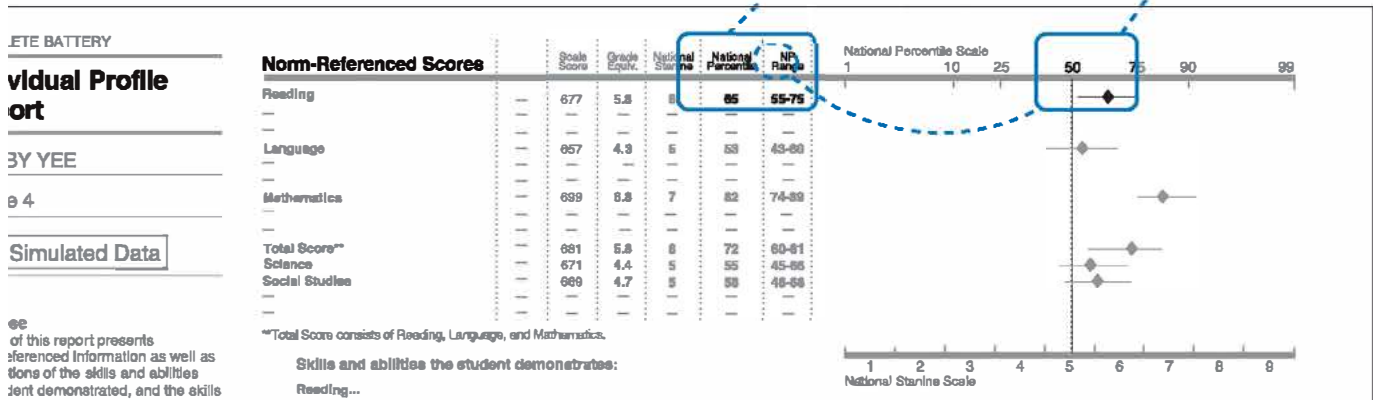 ETE BATTERY
vidual Profile
ort
BY YEE
e 4
Simulated Data
ee
of this report presents
eferenced information as well as
tions of the skills and abilities
dent demonstrated, and the skills
Norm-Referenced Scores Scale Score Grade Equiv. National Stanine National Percentile NP Range
Reading — 677 5.8 6 65 55-75
— — — — — —
— — — — — —
Language — 657 4.3 5 53 43-60
— — — — — —
— — — — — —
Mathematics — 699 6.8 7 82 74-89
— — — — — —
— — — — — —
Total Score** — 681 5.8 6 72 60-81
Science — 671 4.4 5 55 45-66
Social Studies — 669 4.7 5 58 48-68
— — — — — —
— — — — — —
**Total Score consists of Reading, Language, and Mathematics.
Skills and abilities the student demonstrates:
Reading...
National Percentile Scale
1 10 25 50 75 90 99
1 2 3 4 5 6 7 8 9
National Stanine Scale